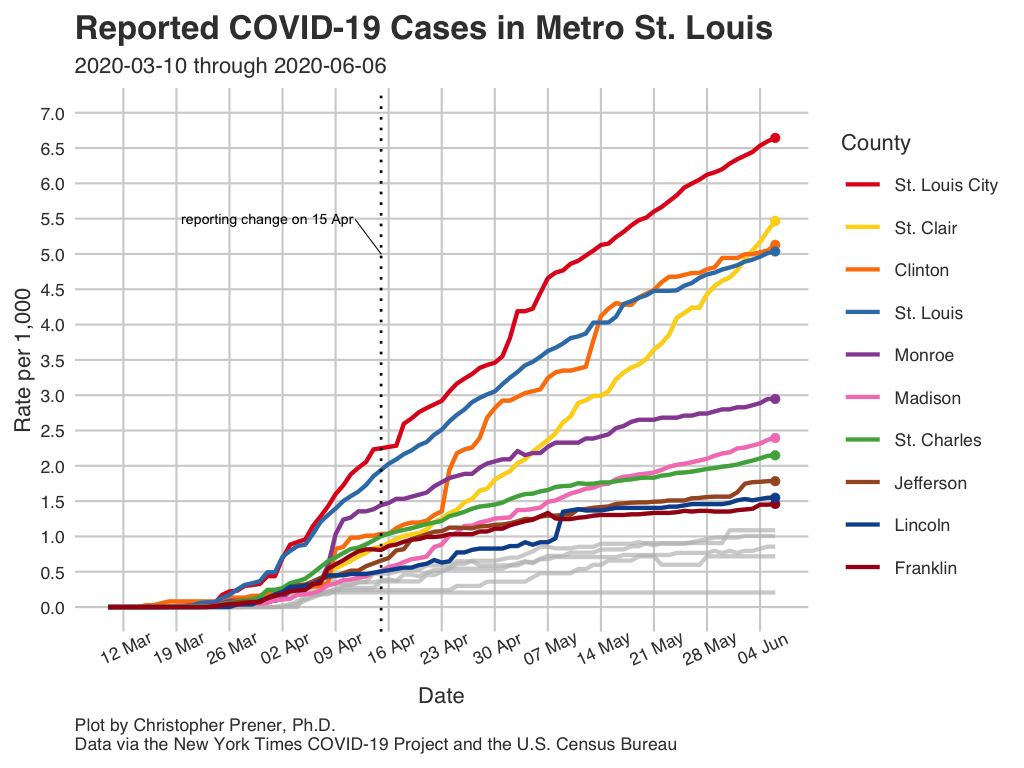 Reported COVID-19 Cases in Metro St. Louis
2020-03-10 through 2020-06-06
Rate per 1,000
7.0
6.5
6.0
5.5
5.0
4.5
4.0
3.5
3.0
2.5
2.0
1.5
1.0
0.5
0.0
reporting change on 15 Apr
12 Mar
19 Mar
26 Mar
02 Apr
09 Apr
16 Apr
23 Apr
30 Apr
07 May
14 May
21 May
28 May
04 Jun
Date
County
St. Louis City
St. Clair
Clinton
St. Louis
Monroe
Madison
St. Charles
Jefferson
Lincoln
Franklin
Plot by Christopher Prener, Ph.D.
Data via the New York Times COVID-19 Project and the U.S. Census Bureau